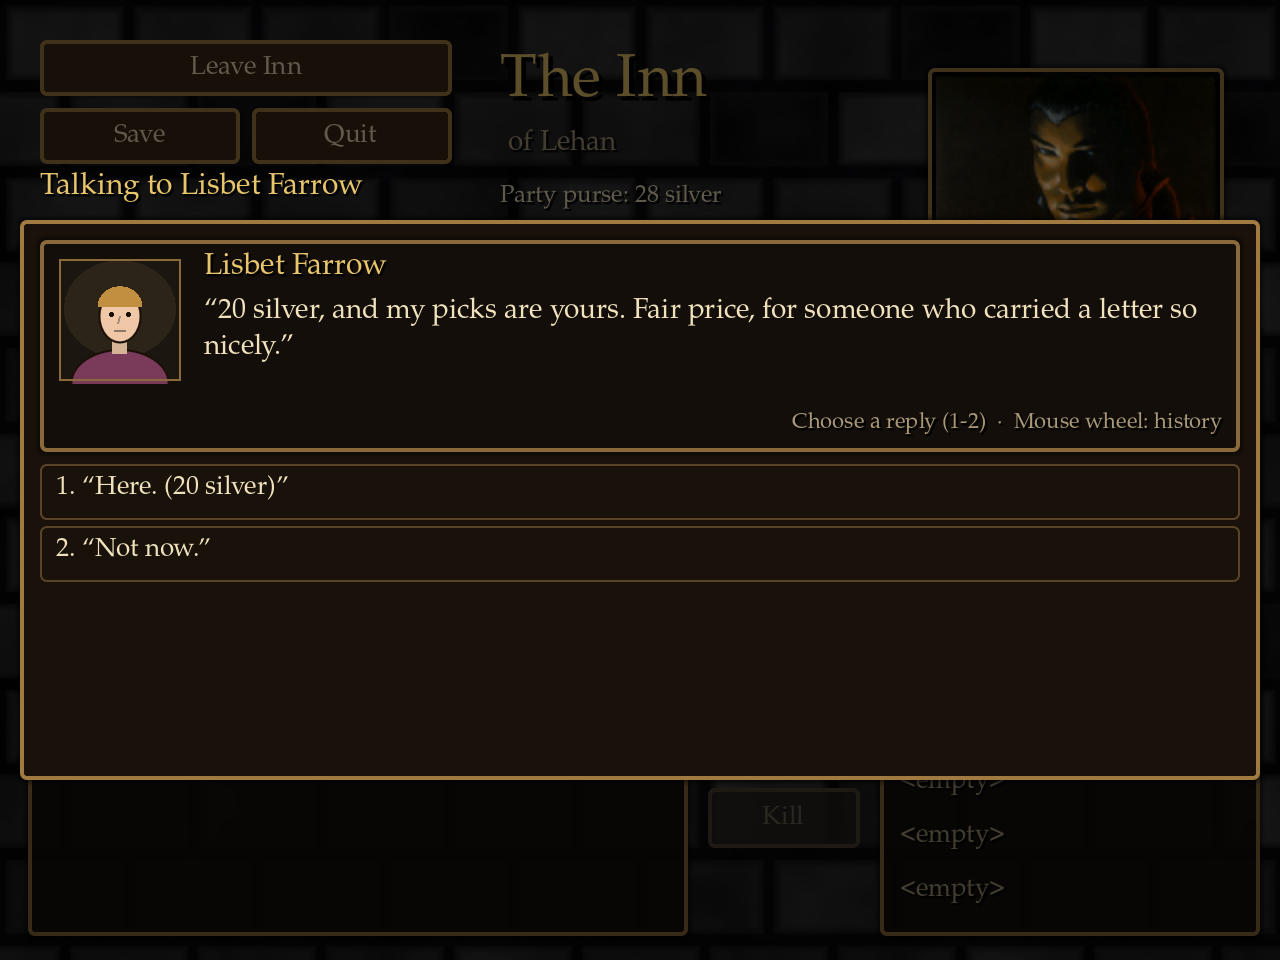 Leave Inn
Save
Quit
The Inn
of Lehan
Party purse: 28 silver
Talking to Lisbet Farrow
Lisbet Farrow
“20 silver, and my picks are yours. Fair price, for someone who carried a letter so
nicely.”
Choose a reply (1-2) · Mouse wheel: history
1. “Here. (20 silver)”
2. “Not now.”
Kill
<empty>
<empty>
<empty>